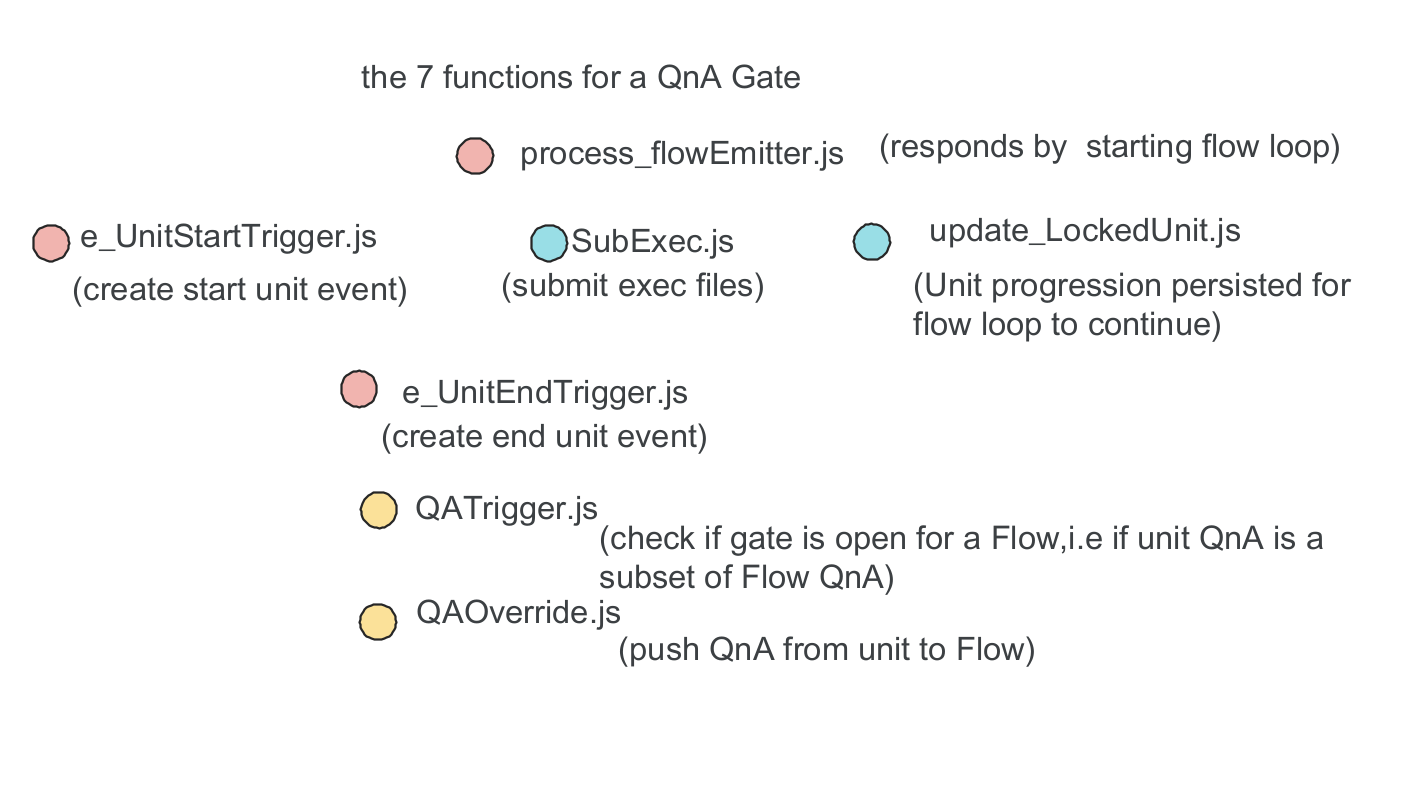 the 7 functions for a QnA Gate
process_flowEmitter.js
(responds by  starting flow loop)
e_UnitStartTrigger.js
(create start unit event)
SubExec.js
(submit exec files)
update_LockedUnit.js
(Unit progression persisted for
flow loop to continue)
e_UnitEndTrigger.js
(create end unit event)
QATrigger.js
(check if gate is open for a Flow,i.e if unit QnA is a
subset of Flow QnA)
QAOverride.js
(push QnA from unit to Flow)